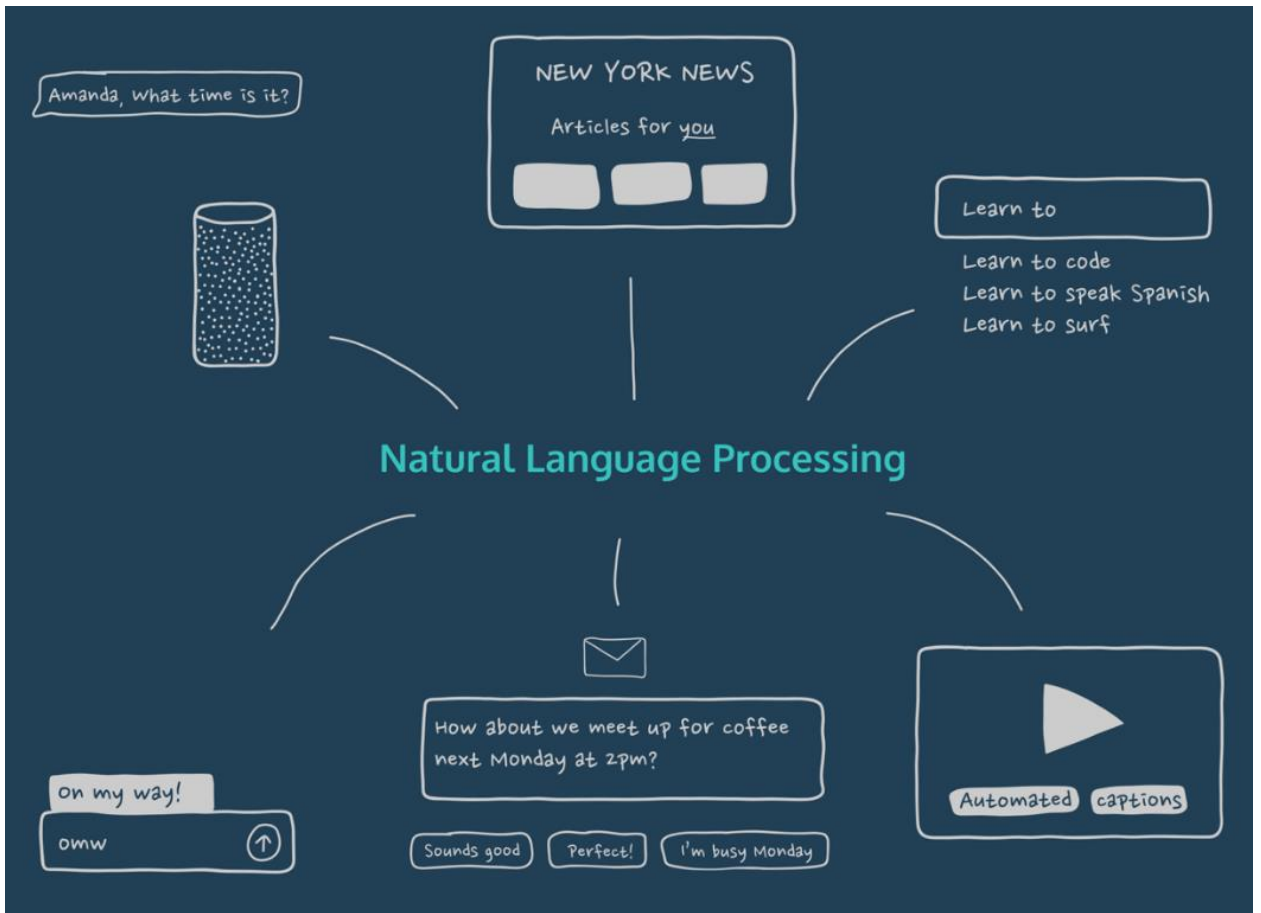 Amanda, What time is it?
NEW YORK NEWS
Articles for you
Learn to
Learn to code
Learn to speak Spanish
Learn to surf
Natural Language Processing
on my way!
omw
How about we meet up for coffee
next Monday at 2pm?
Sounds good
Perfect!
I'm busy Monday
Automated captions